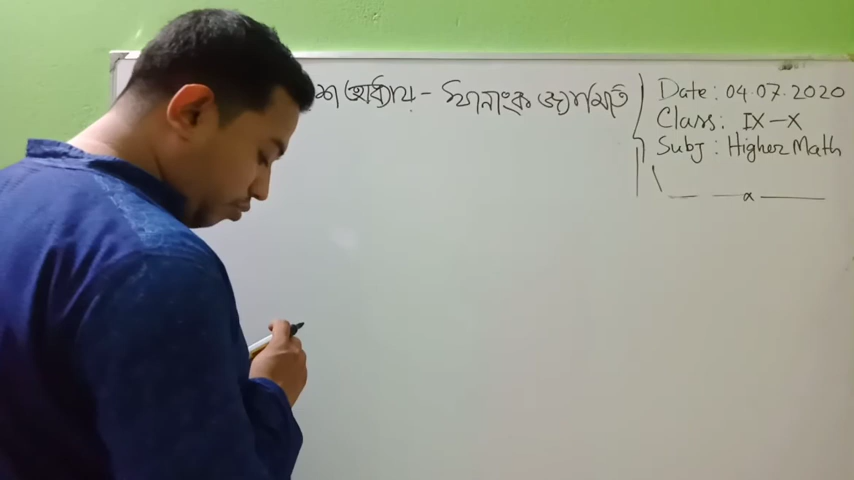 অধ্যায় - স্থানাংক জ্যামিতি
Date: 04.07.2020
Class: IX-X
Subj: Higher Math